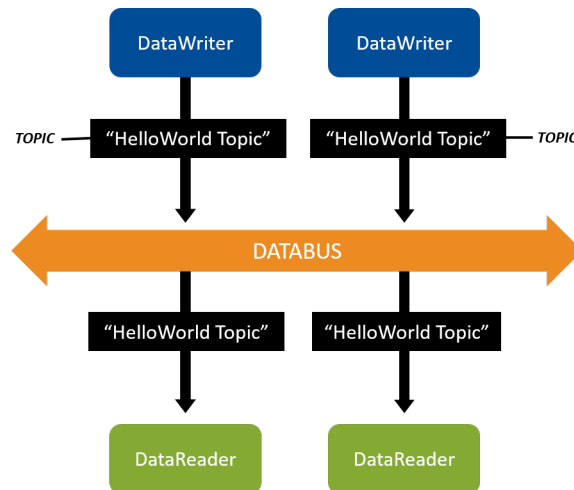 DataWriter
DataWriter
TOPIC
“HelloWorld Topic”
“HelloWorld Topic”
TOPIC
DATABUS
“HelloWorld Topic”
“HelloWorld Topic”
DataReader
DataReader